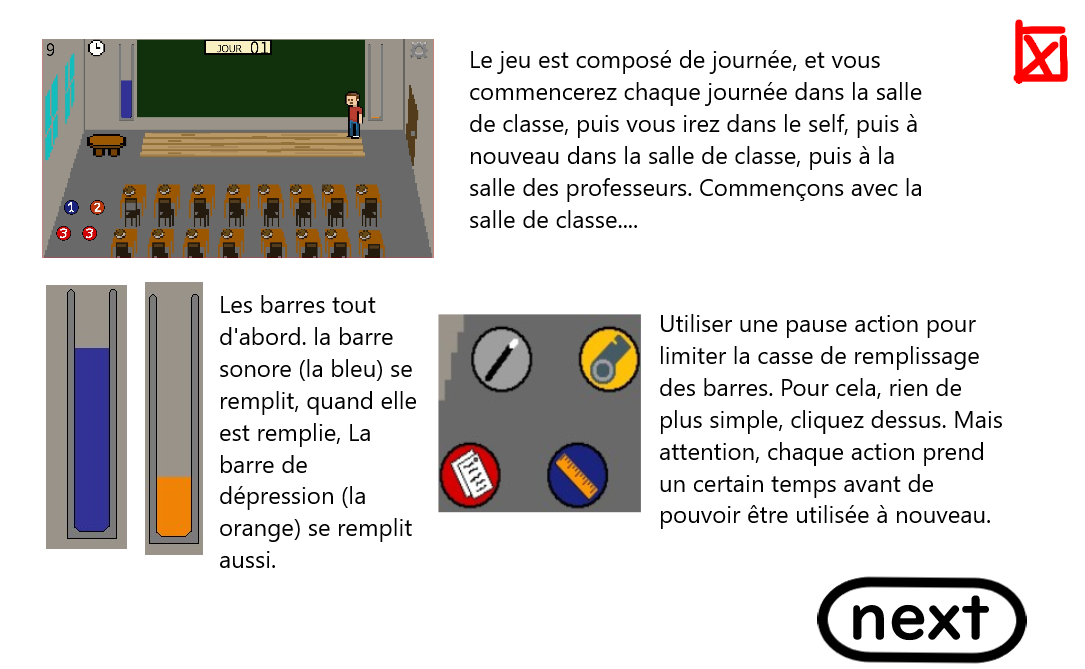 9
JOUR 01
1 2
3 3
Le jeu est composé de journée, et vous
commencerez chaque journée dans la salle
de classe, puis vous irez dans le self, puis à
nouveau dans la salle de classe, puis à la
salle des professeurs. Commençons avec la
salle de classe....
Les barres tout
d'abord. la barre
sonore (la bleu) se
remplit, quand elle
est remplie, La
barre de
dépression (la
orange) se remplit
aussi.
Utiliser une pause action pour
limiter la casse de remplissage
des barres. Pour cela, rien de
plus simple, cliquez dessus. Mais
attention, chaque action prend
un certain temps avant de
pouvoir être utilisée à nouveau.
next